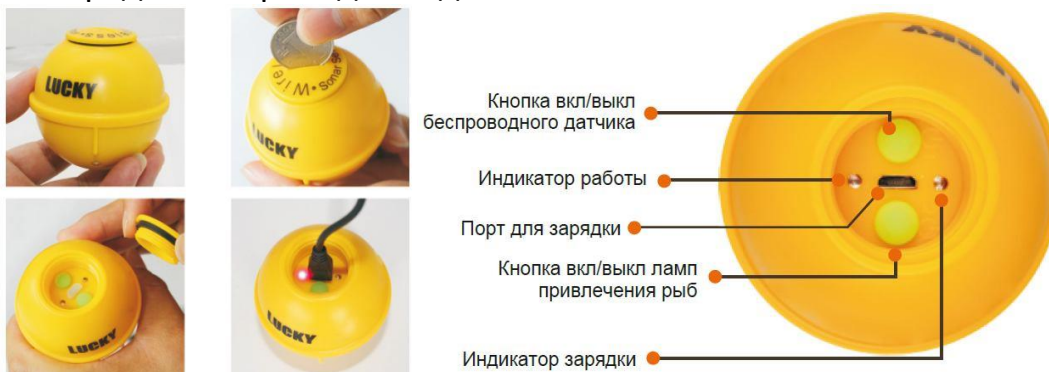 LUCKY
Wire
Sonar
LUCKY
LUCKY
LUCKY
LUCKY
Кнопка вкл/выкл
беспроводного датчика
Индикатор работы
Порт для зарядки
Кнопка вкл/выкл ламп
привлечения рыб
Индикатор зарядки